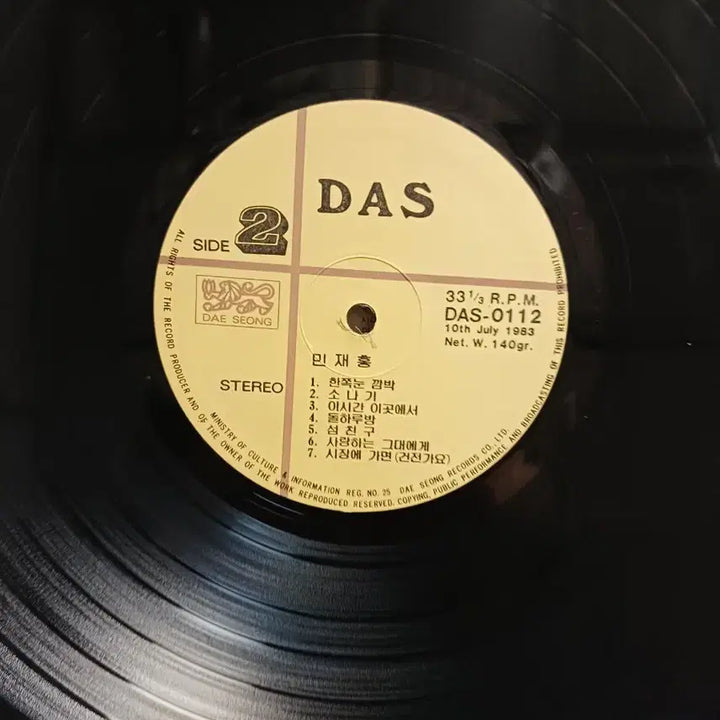 DAS
SIDE 2
DAE SEONG
33 1/3 R.P.M.
DAS-0112
10th July 1983
Net. W. 140gr.
STEREO
민재홍
1. 한쪽눈 깜박
2. 소나기
3. 이시간 이곳에서
4. 돌하루방
5. 섬친구
6. 사랑하는 그대에게
7. 시장에 가면(건전가요)
MINISTRY OF CULTURE & INFORMATION REG. NO. 25 DAE SEONG RECORDS CO., LTD.
ALL RIGHTS OF THE RECORD PRODUCER AND OF THE OWNER OF THE WORK REPRODUCED RESERVED. COPYING, PUBLIC PERFORMANCE AND BROADCASTING OF THIS RECORD PROHIBITED